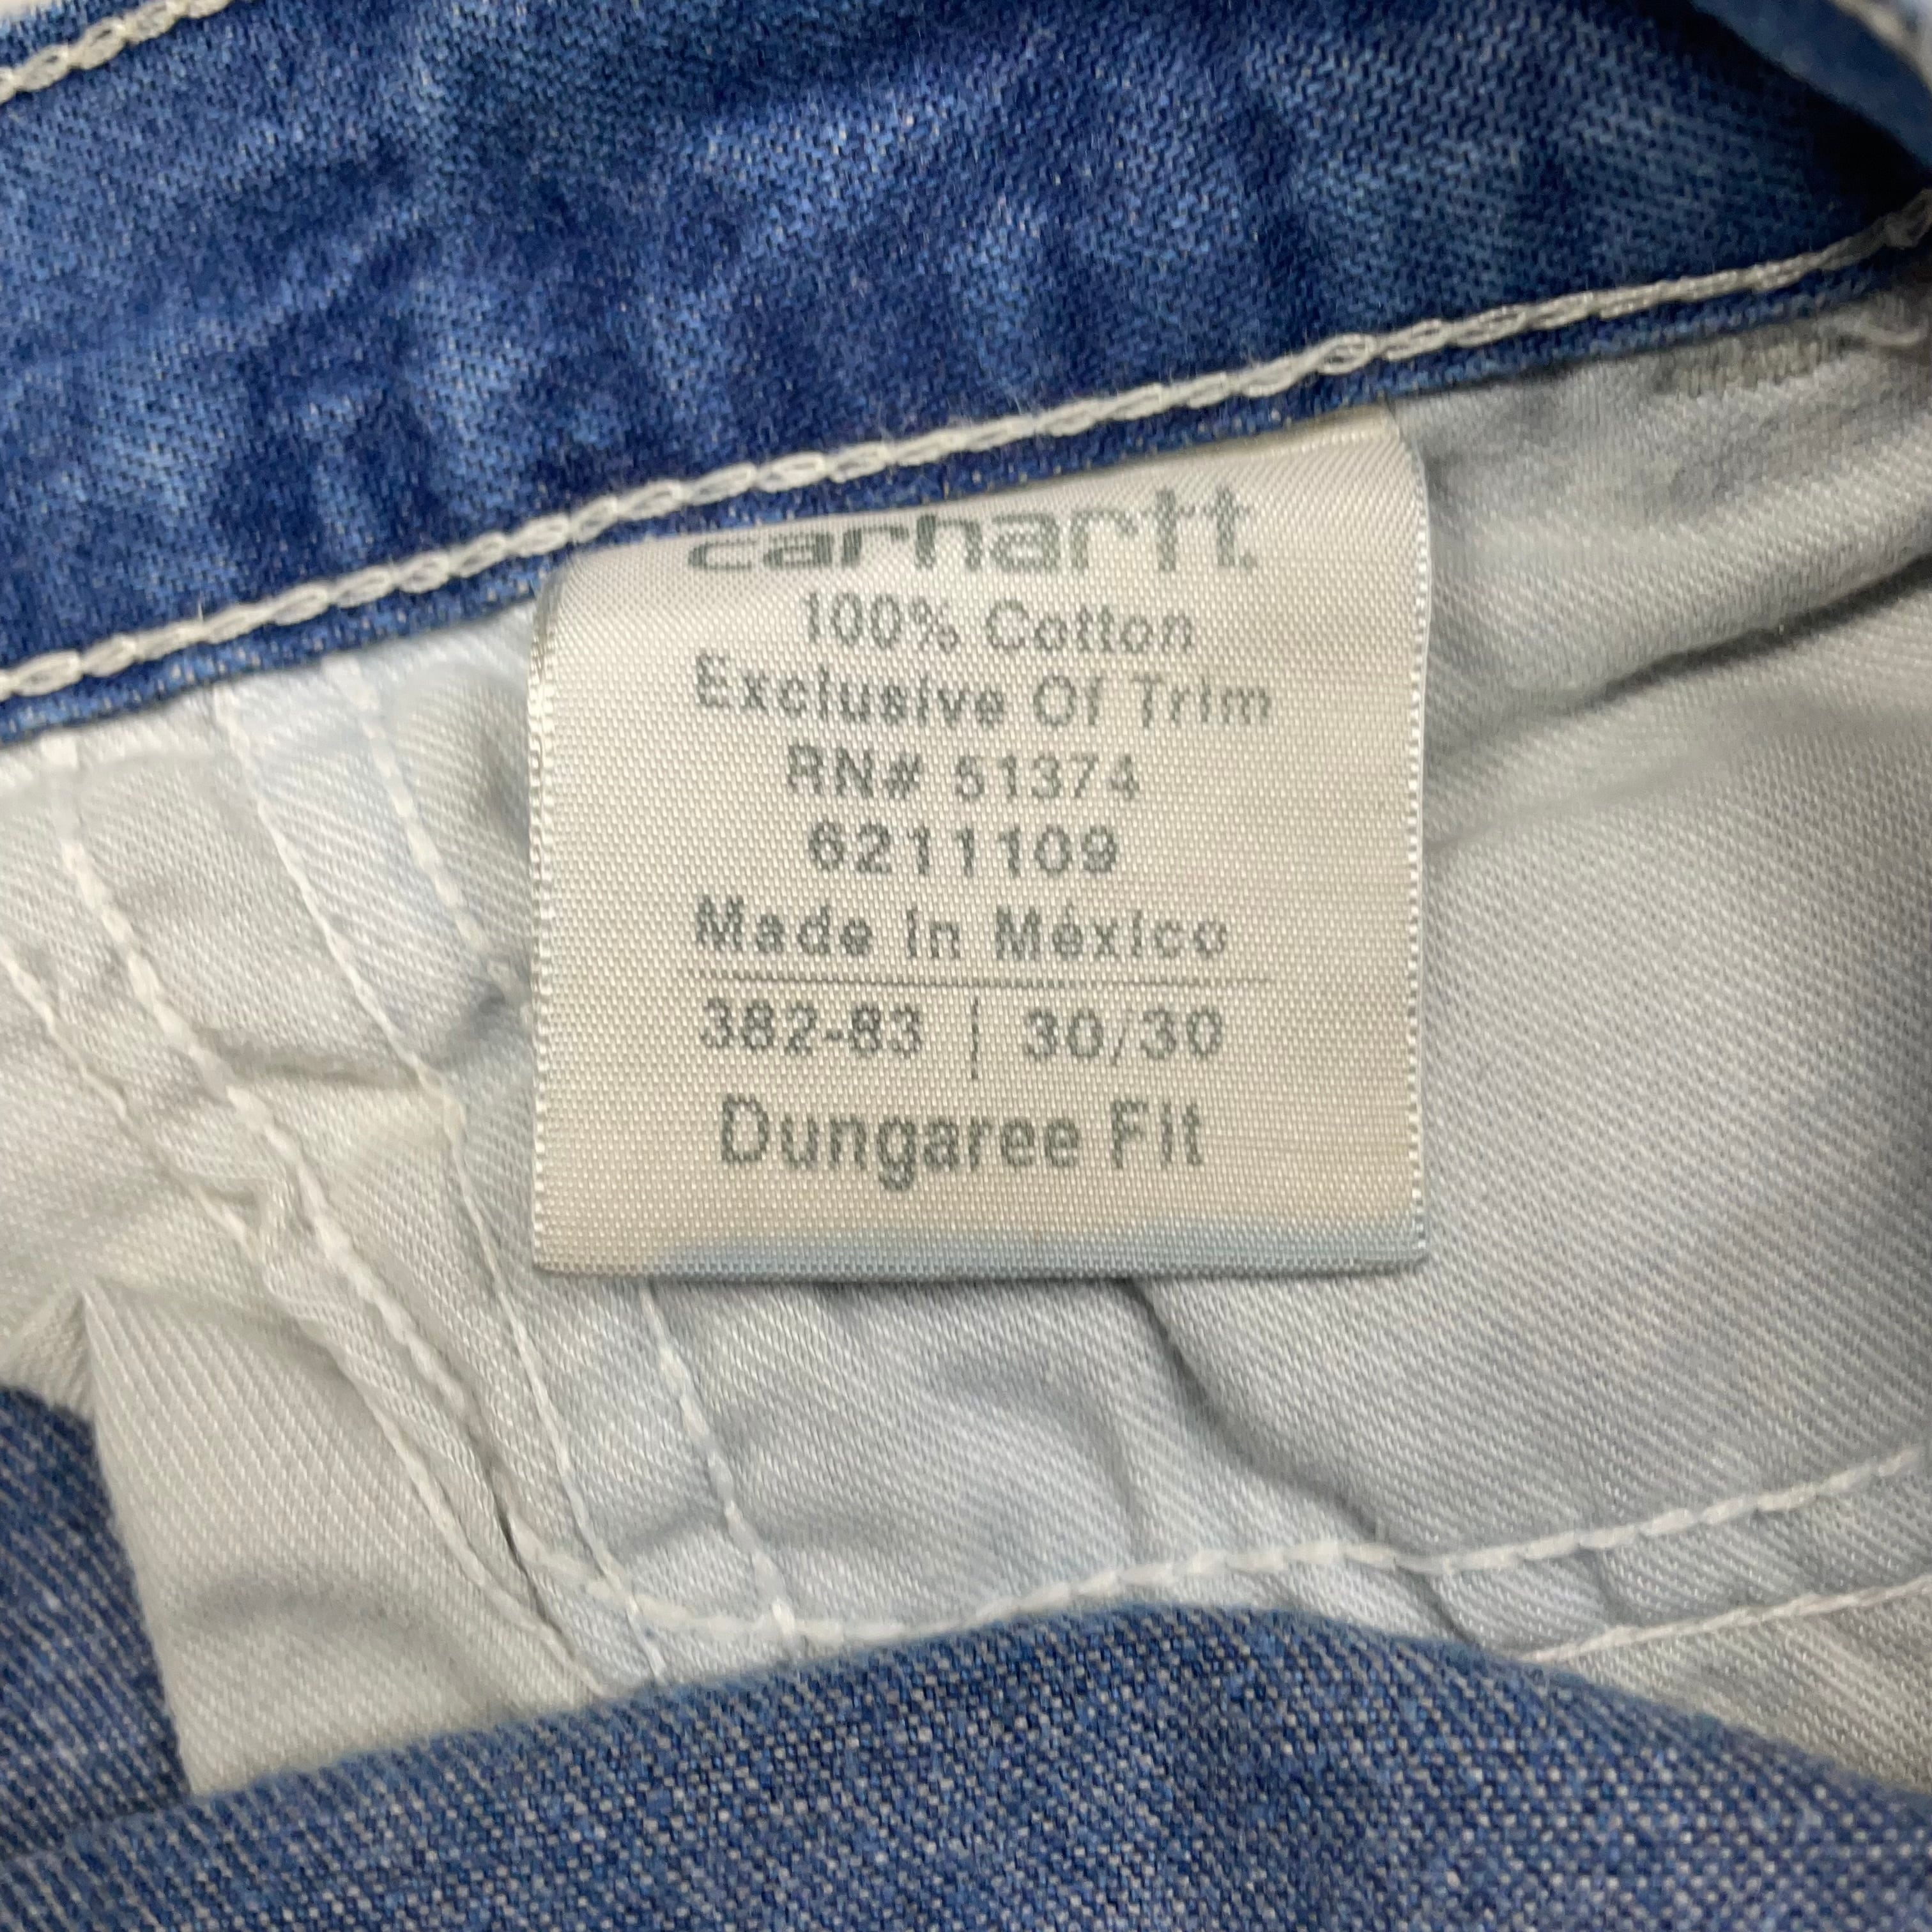 carhartt.
100% Cotton
Exclusive Of Trim
RN# 51374
6211109
Made In México
382-83 | 30/30
Dungaree Fit